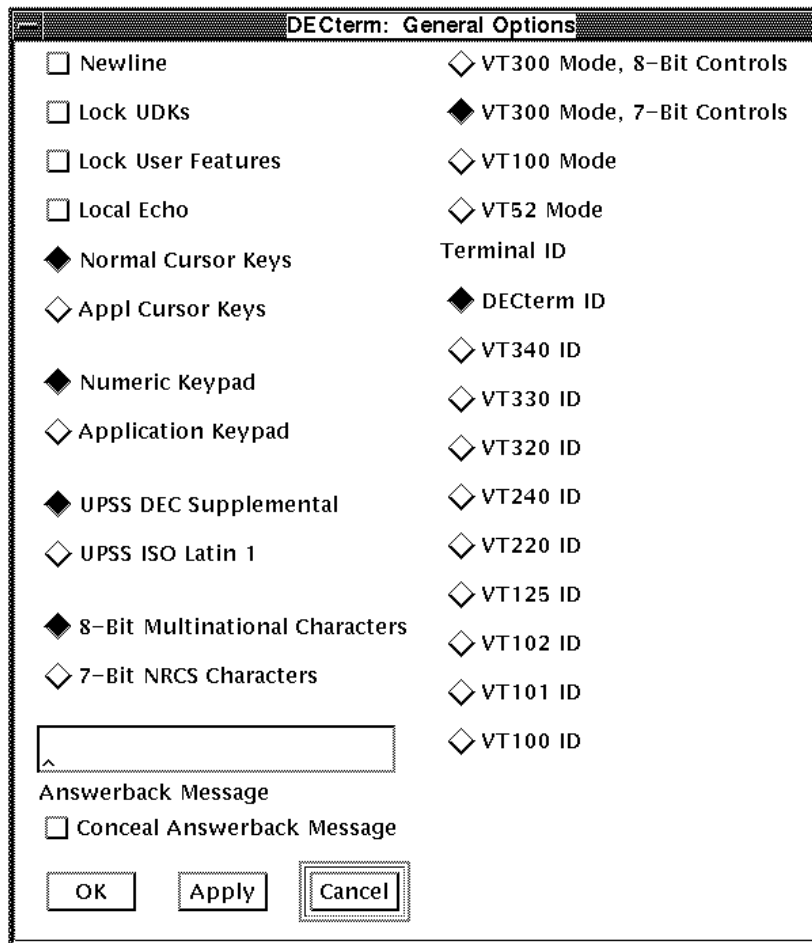 DECterm: General Options
Newline
Lock UDKs
Lock User Features
Local Echo
Normal Cursor Keys
Appl Cursor Keys
Numeric Keypad
Application Keypad
UPSS DEC Supplemental
UPSS ISO Latin 1
8-Bit Multinational Characters
7-Bit NRCS Characters
^
Answerback Message
Conceal Answerback Message
VT300 Mode, 8-Bit Controls
VT300 Mode, 7-Bit Controls
VT100 Mode
VT52 Mode
Terminal ID
DECterm ID
VT340 ID
VT330 ID
VT320 ID
VT240 ID
VT220 ID
VT125 ID
VT102 ID
VT101 ID
VT100 ID
OK Apply Cancel